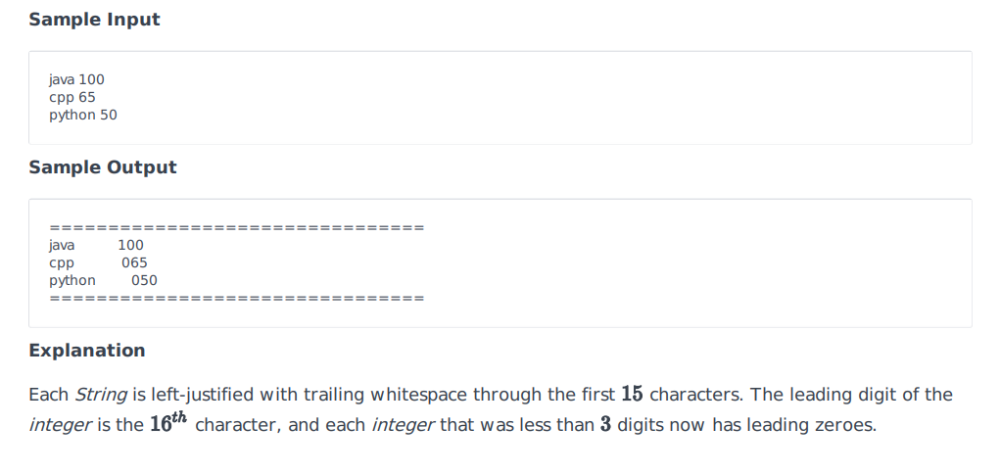 Sample Input
java 100
cpp 65
python 50
Sample Output
================================
java           100
cpp            065
python         050
================================
Explanation
Each String is left-justified with trailing whitespace through the first 15 characters. The leading digit of the
integer is the 16th character, and each integer that was less than 3 digits now has leading zeroes.